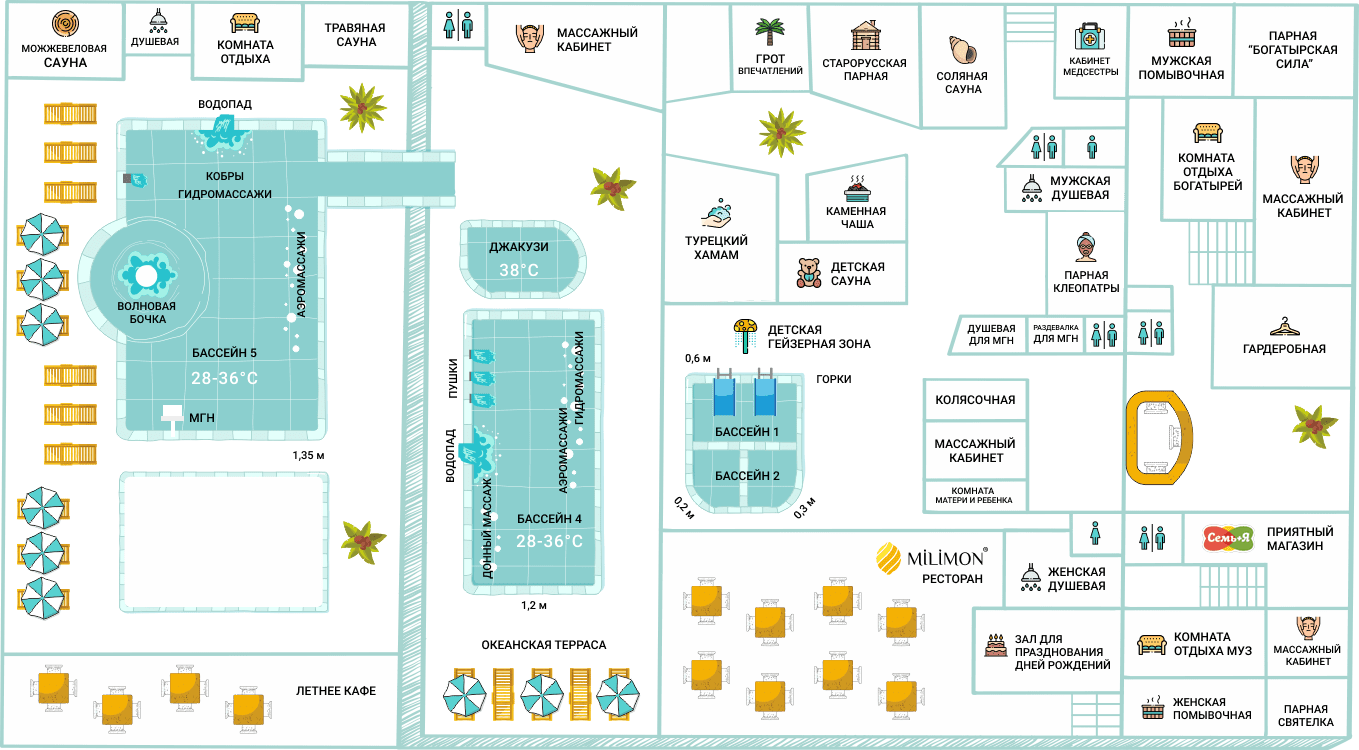 МОЖЖЕВЕЛОВАЯ
САУНА
ДУШЕВАЯ
КОМНАТА
ОТДЫХА
ТРАВЯНАЯ
САУНА
МАССАЖНЫЙ
КАБИНЕТ
ГРОТ
ВПЕЧАТЛЕНИЙ
СТАРОРУССКАЯ
ПАРНАЯ
СОЛЯНАЯ
САУНА
КАБИНЕТ
МЕДСЕСТРЫ
МУЖСКАЯ
ПОМЫВОЧНАЯ
ПАРНАЯ
“БОГАТЫРСКАЯ
СИЛА”
ВОДОПАД
КОБРЫ
ГИДРОМАССАЖИ
АЭРОМАССАЖИ
ВОЛНОВАЯ
БОЧКА
БАССЕЙН 5
28-36°C
МГН
1,35 м
ДЖАКУЗИ
38°C
ПУШКИ
ВОДОПАД
ДОННЫЙ МАССАЖ
АЭРОМАССАЖИ
ГИДРОМАССАЖИ
БАССЕЙН 4
28-36°C
1,2 м
ОКЕАНСКАЯ ТЕРРАСА
ЛЕТНЕЕ КАФЕ
ТУРЕЦКИЙ
ХАМАМ
КАМЕННАЯ
ЧАША
ДЕТСКАЯ
САУНА
ДЕТСКАЯ
ГЕЙЗЕРНАЯ ЗОНА
0,6 м
ГОРКИ
БАССЕЙН 1
БАССЕЙН 2
0,2 м
0,3 м
МУЖСКАЯ
ДУШЕВАЯ
ПАРНАЯ
КЛЕОПАТРЫ
ДУШЕВАЯ
ДЛЯ МГН
РАЗДЕВАЛКА
ДЛЯ МГН
КОМНАТА
ОТДЫХА
БОГАТЫРЕЙ
МАССАЖНЫЙ
КАБИНЕТ
ГАРДЕРОБНАЯ
КОЛЯСОЧНАЯ
МАССАЖНЫЙ
КАБИНЕТ
КОМНАТА
МАТЕРИ И РЕБЕНКА
MiLiMON®
РЕСТОРАН
ЖЕНСКАЯ
ДУШЕВАЯ
СемьЯ
ПРИЯТНЫЙ
МАГАЗИН
ЗАЛ ДЛЯ
ПРАЗДНОВАНИЯ
ДНЕЙ РОЖДЕНИЙ
КОМНАТА
ОТДЫХА МУЗ
МАССАЖНЫЙ
КАБИНЕТ
ЖЕНСКАЯ
ПОМЫВОЧНАЯ
ПАРНАЯ
СВЯТЕЛКА